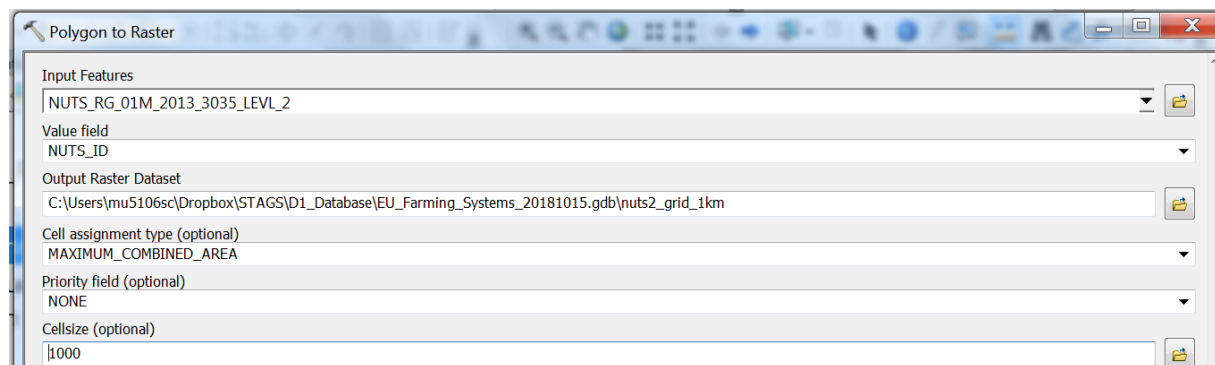 Polygon to Raster
Input Features
NUTS_RG_01M_2013_3035_LEVL_2
Value field
NUTS_ID
Output Raster Dataset
C:\Users\mu5106sc\Dropbox\STAGS\D1_Database\EU_Farming_Systems_20181015.gdb\nuts2_grid_1km
Cell assignment type (optional)
MAXIMUM_COMBINED_AREA
Priority field (optional)
NONE
Cellsize (optional)
1000